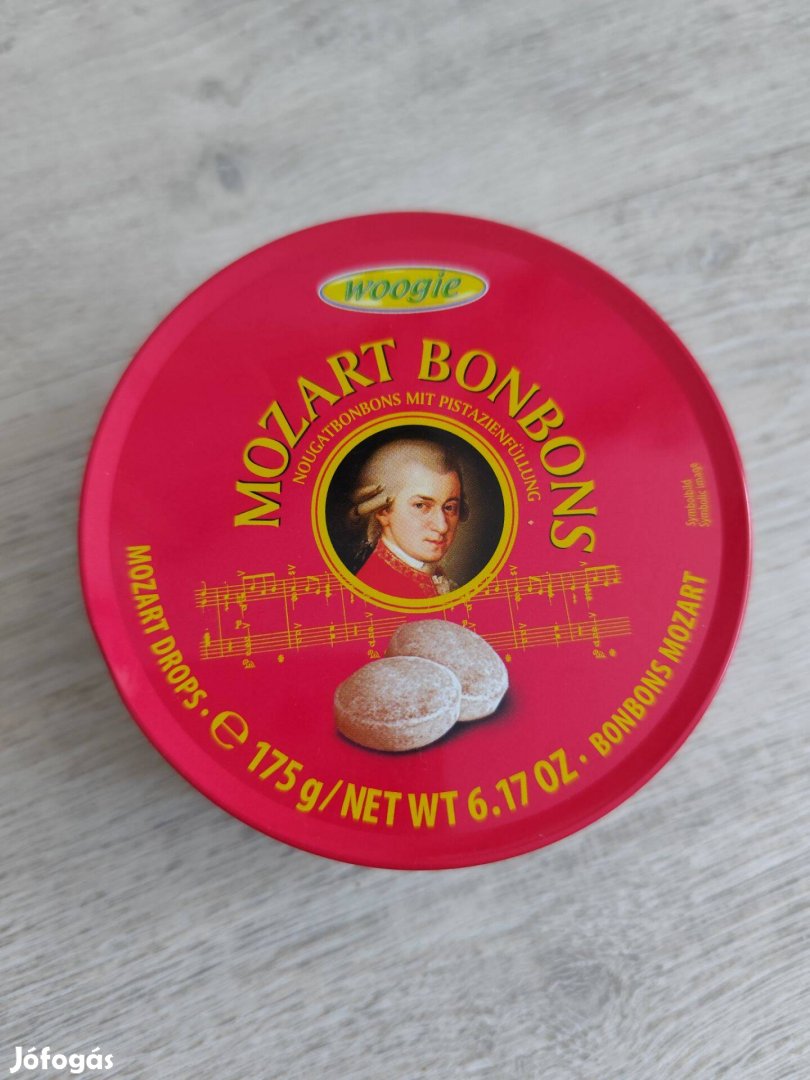 woogie
MOZART BONBONS
NOUGATBONBONS MIT PISTAZIENFÜLLUNG
Symbolbild
Symbolic image
MOZART DROPS · e 175 g/NET WT 6.17 OZ · BONBONS MOZART
Jófogás